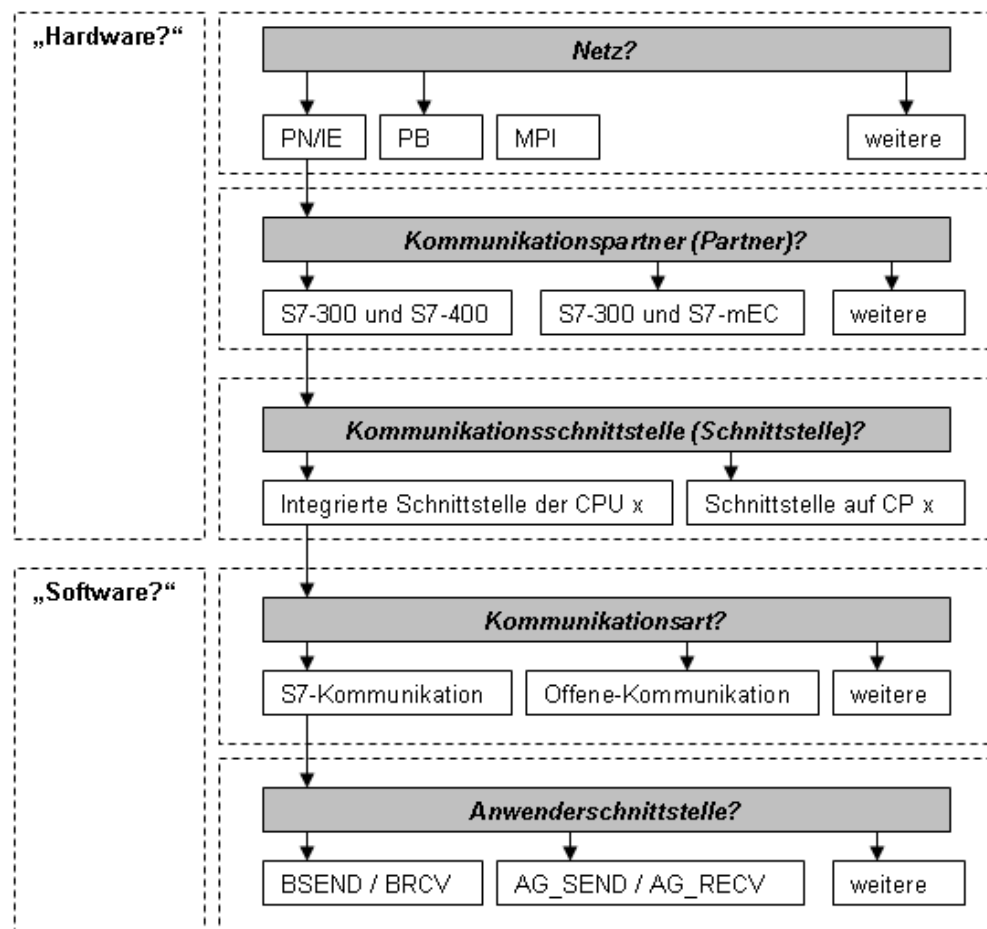 „Hardware?“
Netz?
PN/IE
PB
MPI
weitere
Kommunikationspartner (Partner)?
S7-300 und S7-400
S7-300 und S7-mEC
weitere
Kommunikationsschnittstelle (Schnittstelle)?
Integrierte Schnittstelle der CPU x
Schnittstelle auf CP x
„Software?“
Kommunikationsart?
S7-Kommunikation
Offene-Kommunikation
weitere
Anwenderschnittstelle?
BSEND / BRCV
AG_SEND / AG_RECV
weitere